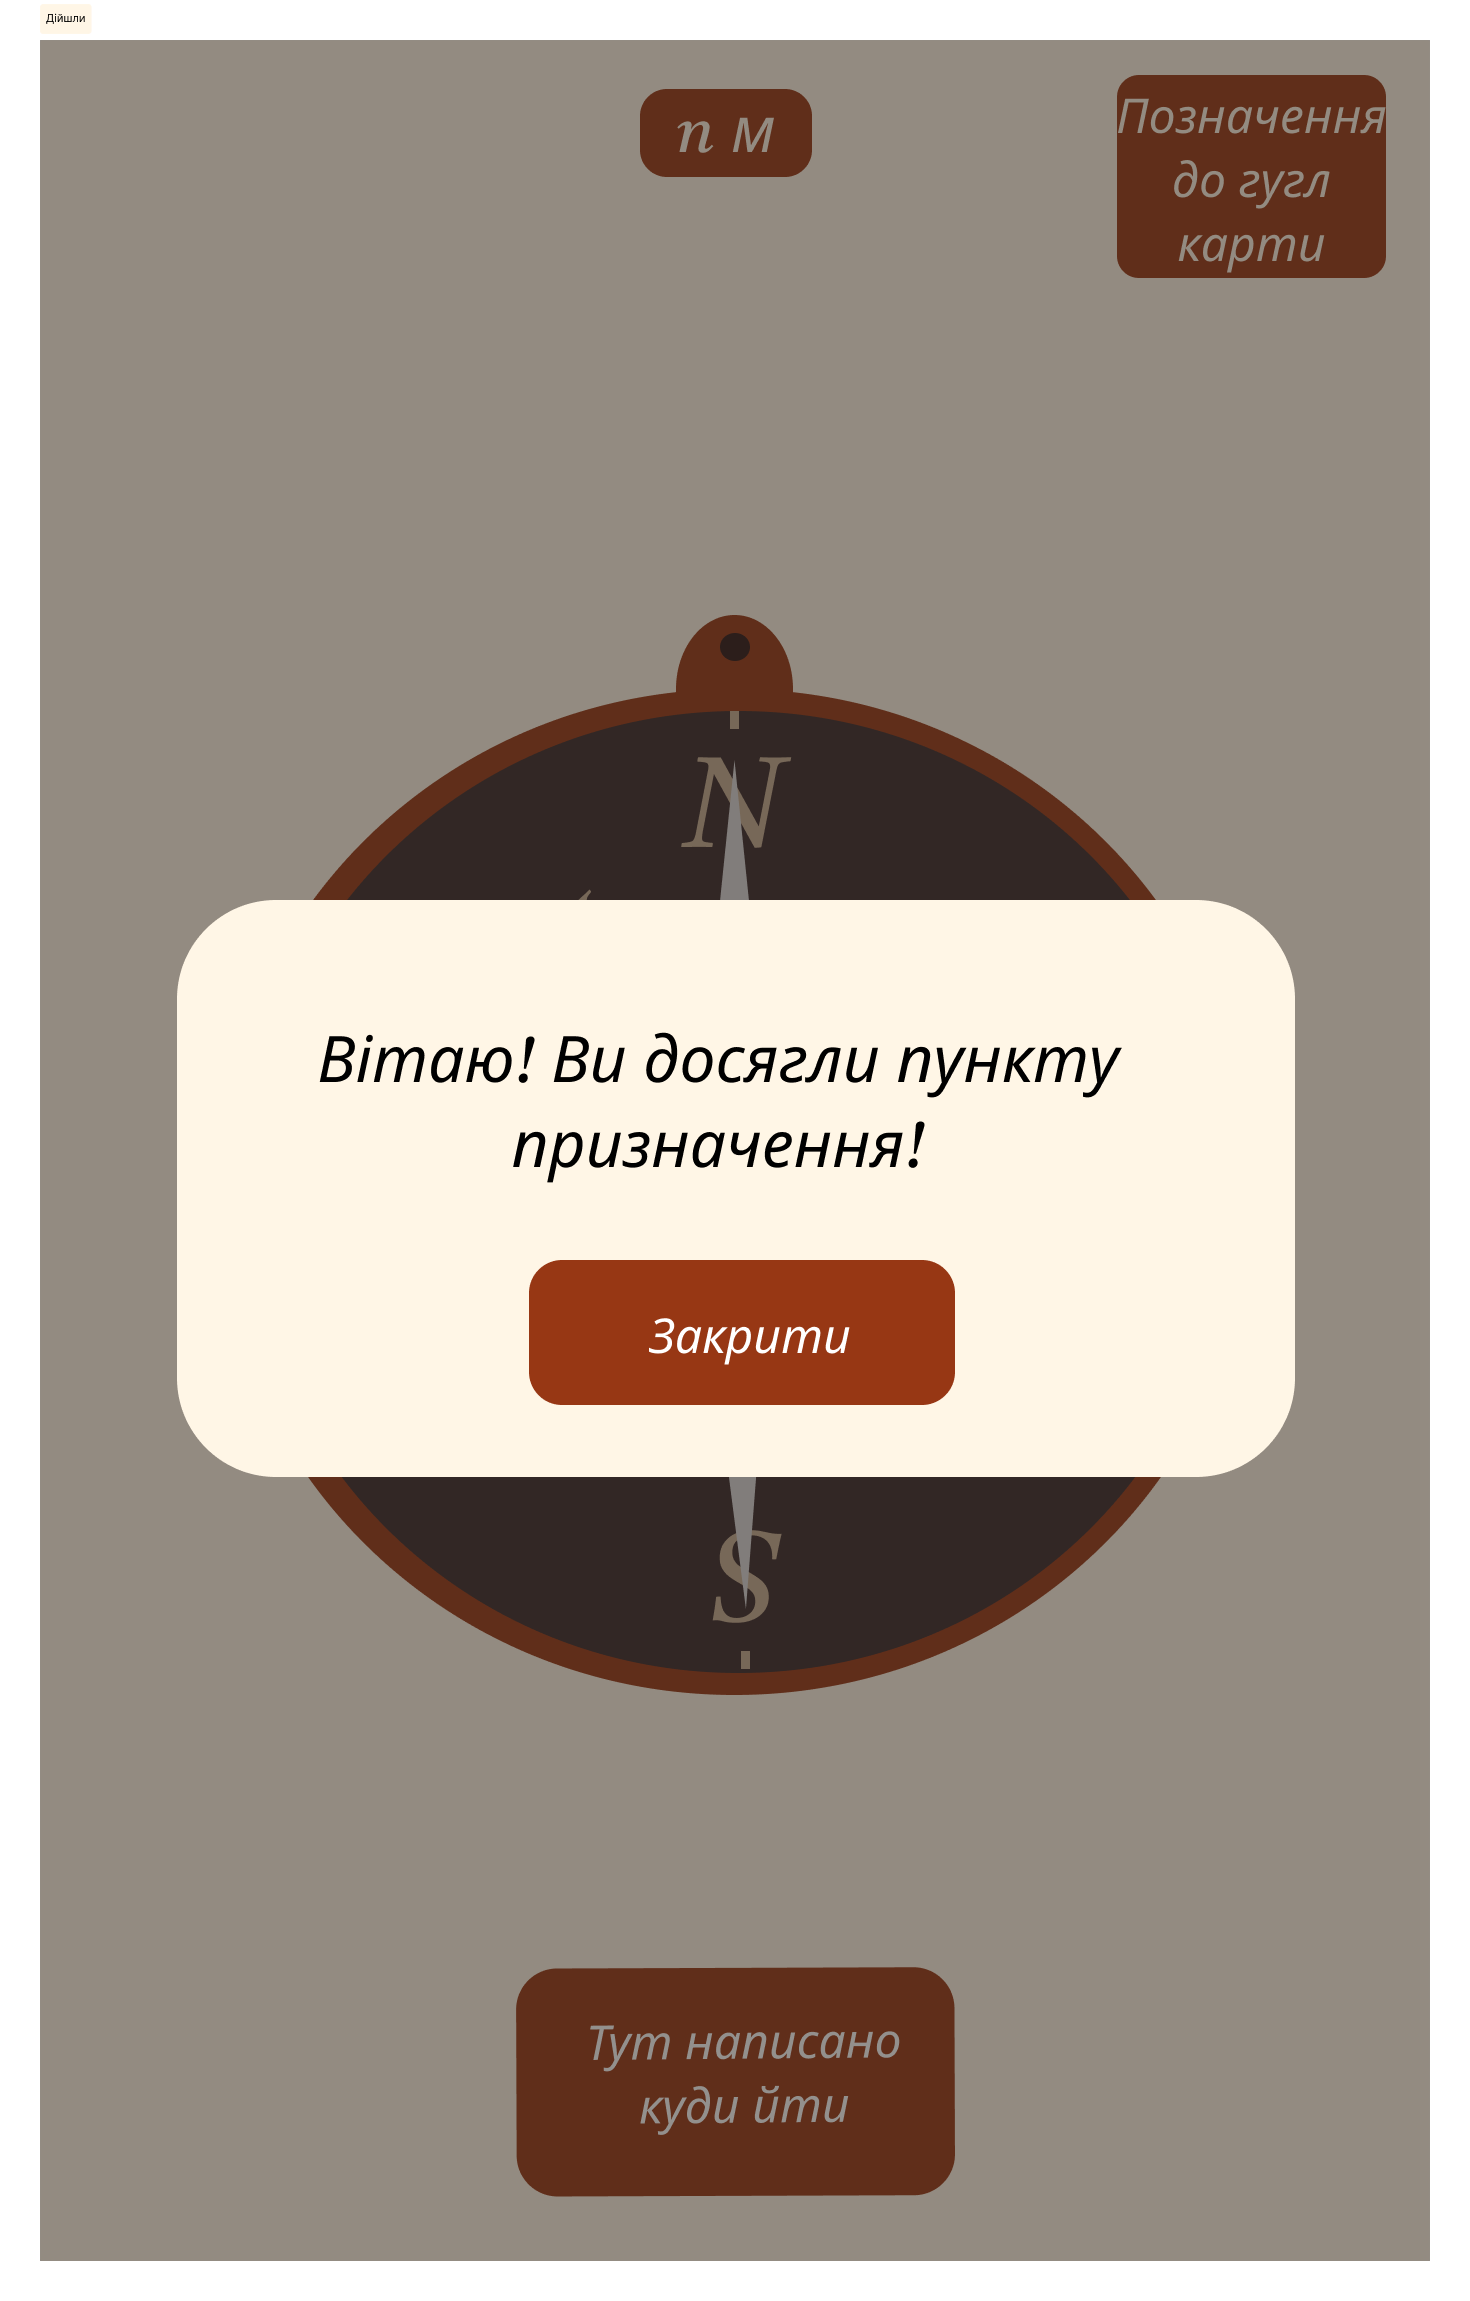 Дійшли
n м
Позначення
до гугл
карти
N
Вітаю! Ви досягли пункту
призначення!
Закрити
S
Тут написано
куди йти